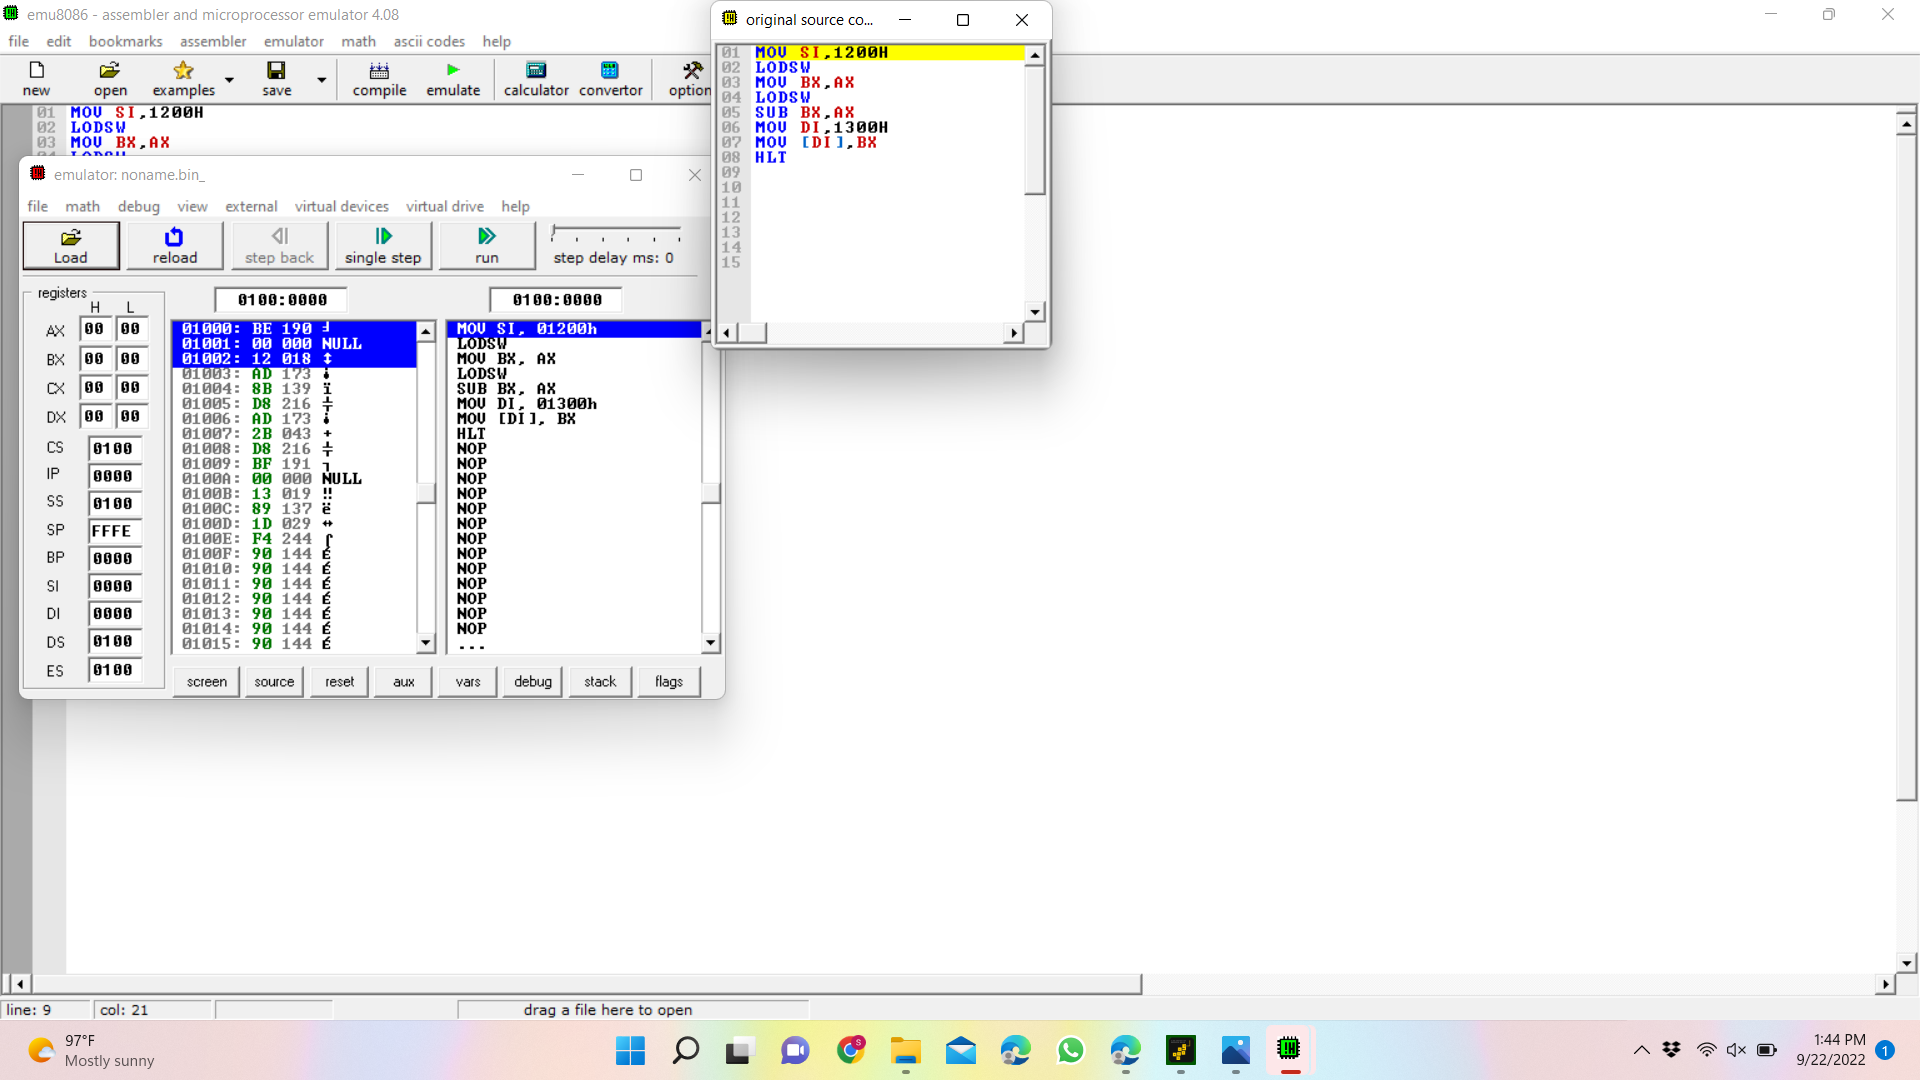 emu8086 - assembler and microprocessor emulator 4.08
file edit bookmarks assembler emulator math ascii codes help
new open examples save compile emulate calculator convertor option
01 MOV SI,1200H
02 LODSW
03 MOV BX,AX
04 LODSW
original source co...
01 MOV SI,1200H
02 LODSW
03 MOV BX,AX
04 LODSW
05 SUB BX,AX
06 MOV DI,1300H
07 MOV [DI],BX
08 HLT
09
10
11
12
13
14
15
emulator: noname.bin_
file math debug view external virtual devices virtual drive help
Load reload step back single step run step delay ms: 0
registers
H L
AX 00 00
BX 00 00
CX 00 00
DX 00 00
CS 0100
IP 0000
SS 0100
SP FFFE
BP 0000
SI 0000
DI 0000
DS 0100
ES 0100
0100:0000
01000: BE 190 ┘
01001: 00 000 NULL
01002: 12 018 ↕
01003: AD 173 ¡
01004: 8B 139 ï
01005: D8 216 ╪
01006: AD 173 ¡
01007: 2B 043 +
01008: D8 216 ╪
01009: BF 191 ┐
0100A: 00 000 NULL
0100B: 13 019 ‼
0100C: 89 137 ë
0100D: 1D 029 ↔
0100E: F4 244 ⌠
0100F: 90 144 É
01010: 90 144 É
01011: 90 144 É
01012: 90 144 É
01013: 90 144 É
01014: 90 144 É
01015: 90 144 É
0100:0000
MOV SI, 01200h
LODSW
MOV BX, AX
LODSW
SUB BX, AX
MOV DI, 01300h
MOV [DI], BX
HLT
NOP
NOP
NOP
NOP
NOP
NOP
NOP
NOP
NOP
NOP
NOP
NOP
NOP
...
screen source reset aux vars debug stack flags
line: 9 col: 21 drag a file here to open
97°F
Mostly sunny
S
1:44 PM
9/22/2022
1